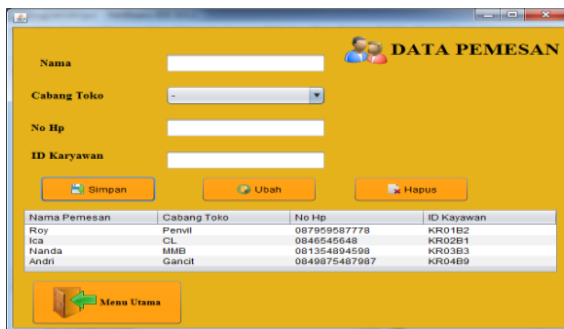 DATA PEMESAN
Nama
Cabang Toko -
No Hp
ID Karyawan
Simpan Ubah Hapus
Nama Pemesan Cabang Toko No Hp ID Kayawan
Roy Penvil 087959587778 KR01B2
Ica CL 0846545648 KR02B1
Nanda MMB 081354894598 KR03B3
Andri Gancit 0849875487987 KR04B9
Menu Utama